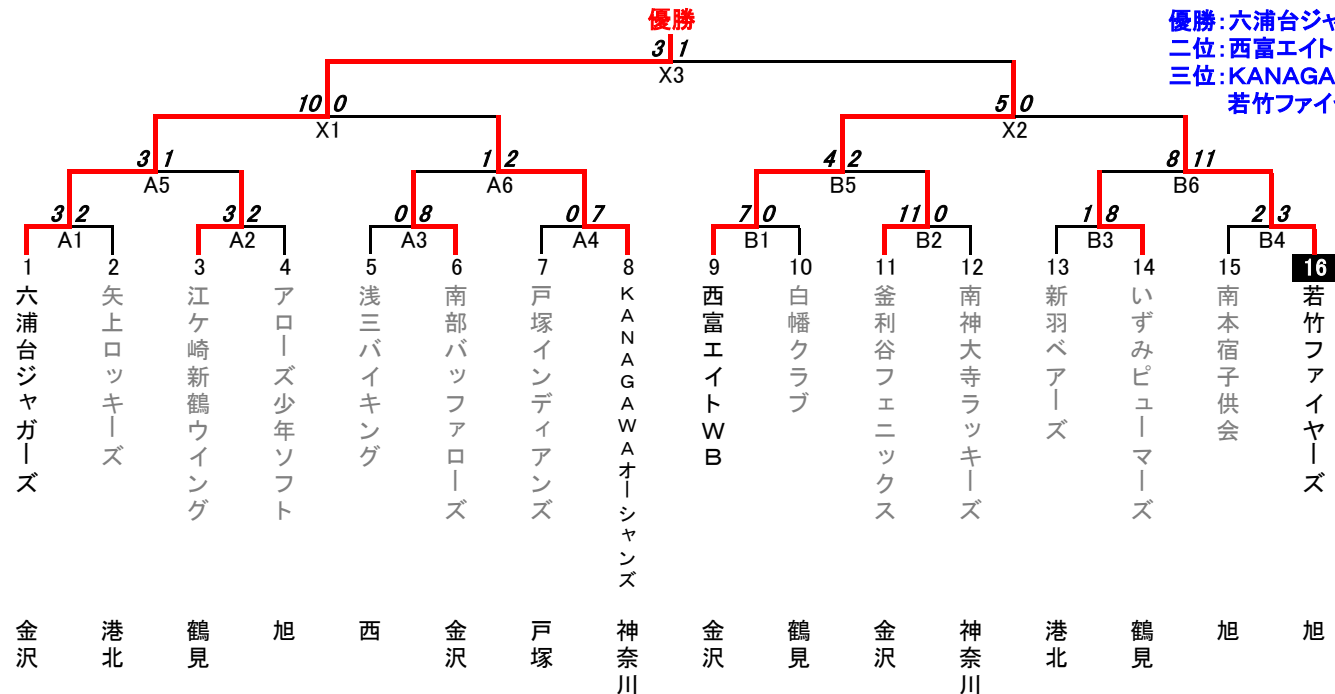 優勝
優勝：六浦台ジャ
二位：西富エイト
三位：KANAGA
若竹ファイ
3 1
X3
10 0
X1
5 0
X2
3 1
A5
1 2
A6
4 2
B5
8 11
B6
3 2
A1
3 2
A2
0 8
A3
0 7
A4
7 0
B1
11 0
B2
1 8
B3
2 3
B4
1 2 3 4 5 6 7 8 9 10 11 12 13 14 15 16
六浦台ジャガーズ
矢上ロッキーズ
江ケ崎新鶴ウイング
アローズ少年ソフト
浅三バイキング
南部バッファローズ
戸塚インディアンズ
KANAGAWAオーシャンズ
西富エイトWB
白幡クラブ
釜利谷フェニックス
南神大寺ラッキーズ
新羽ベアーズ
いずみピューマーズ
南本宿子供会
若竹ファイヤーズ
金沢
港北
鶴見
旭
西
金沢
戸塚
神奈川
金沢
鶴見
金沢
神奈川
港北
鶴見
旭
旭